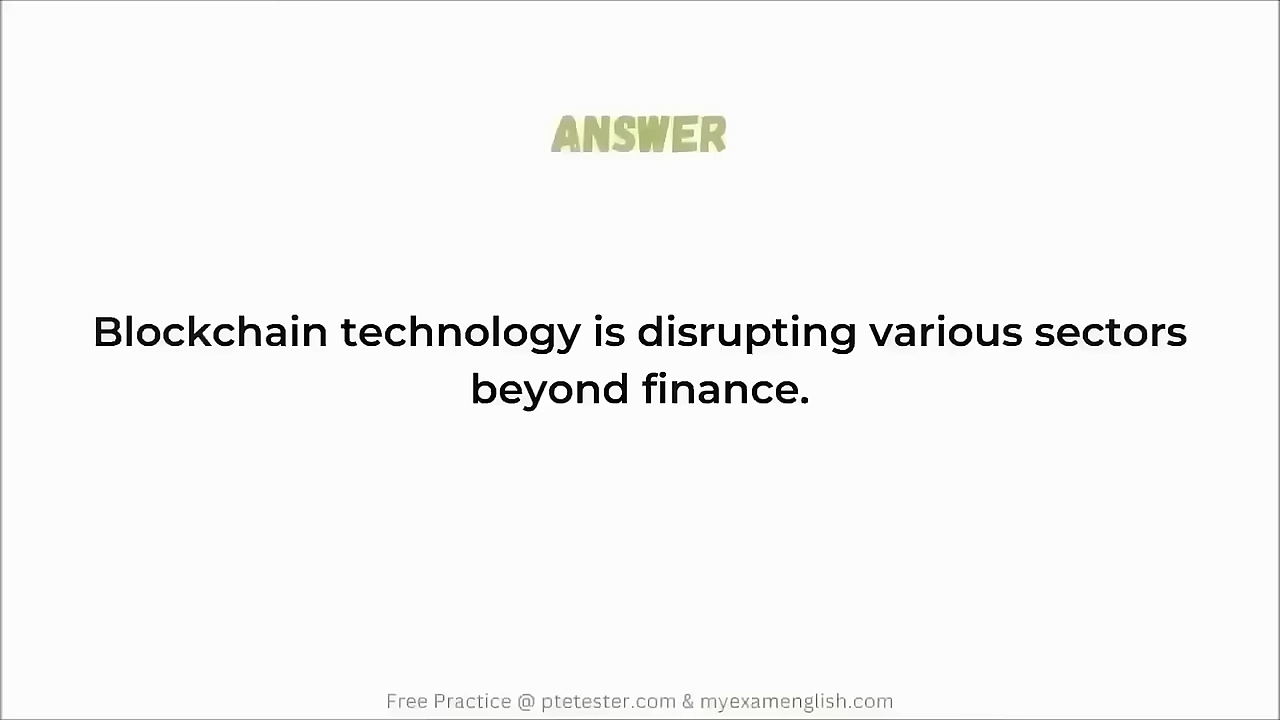 ANSWER
Blockchain technology is disrupting various sectors
beyond finance.
Free Practice @ ptetester.com & myexamenglish.com